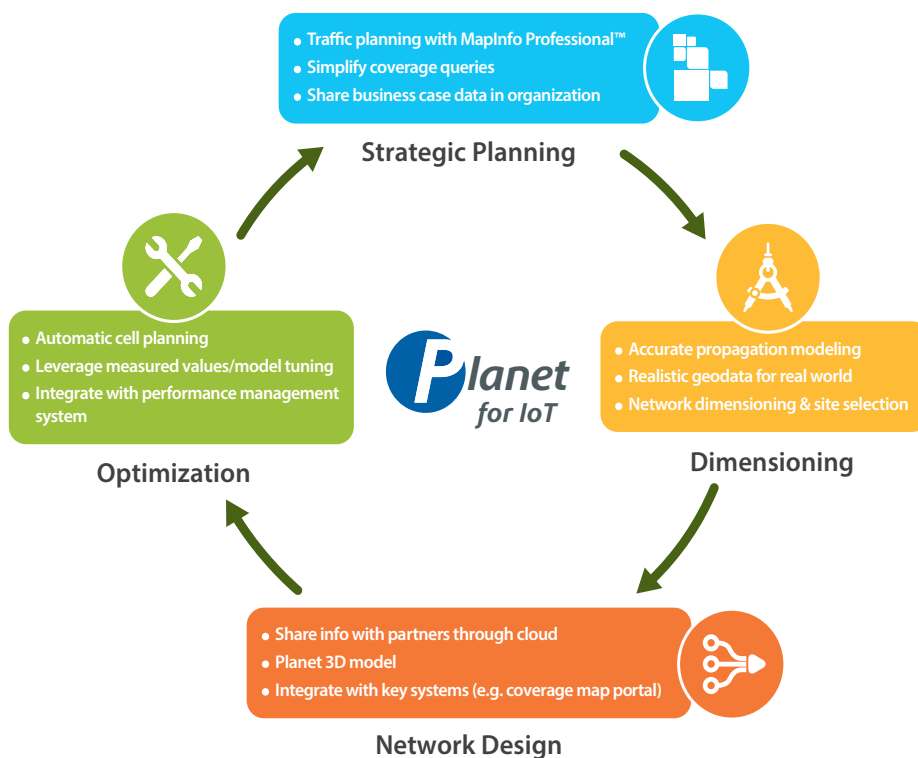 • Traffic planning with MapInfo Professional™
• Simplify coverage queries
• Share business case data in organization
Strategic Planning
• Automatic cell planning
• Leverage measured values/model tuning
• Integrate with performance management
system
Optimization
Planet
for IoT
• Accurate propagation modeling
• Realistic geodata for real world
• Network dimensioning & site selection
Dimensioning
• Share info with partners through cloud
• Planet 3D model
• Integrate with key systems (e.g. coverage map portal)
Network Design